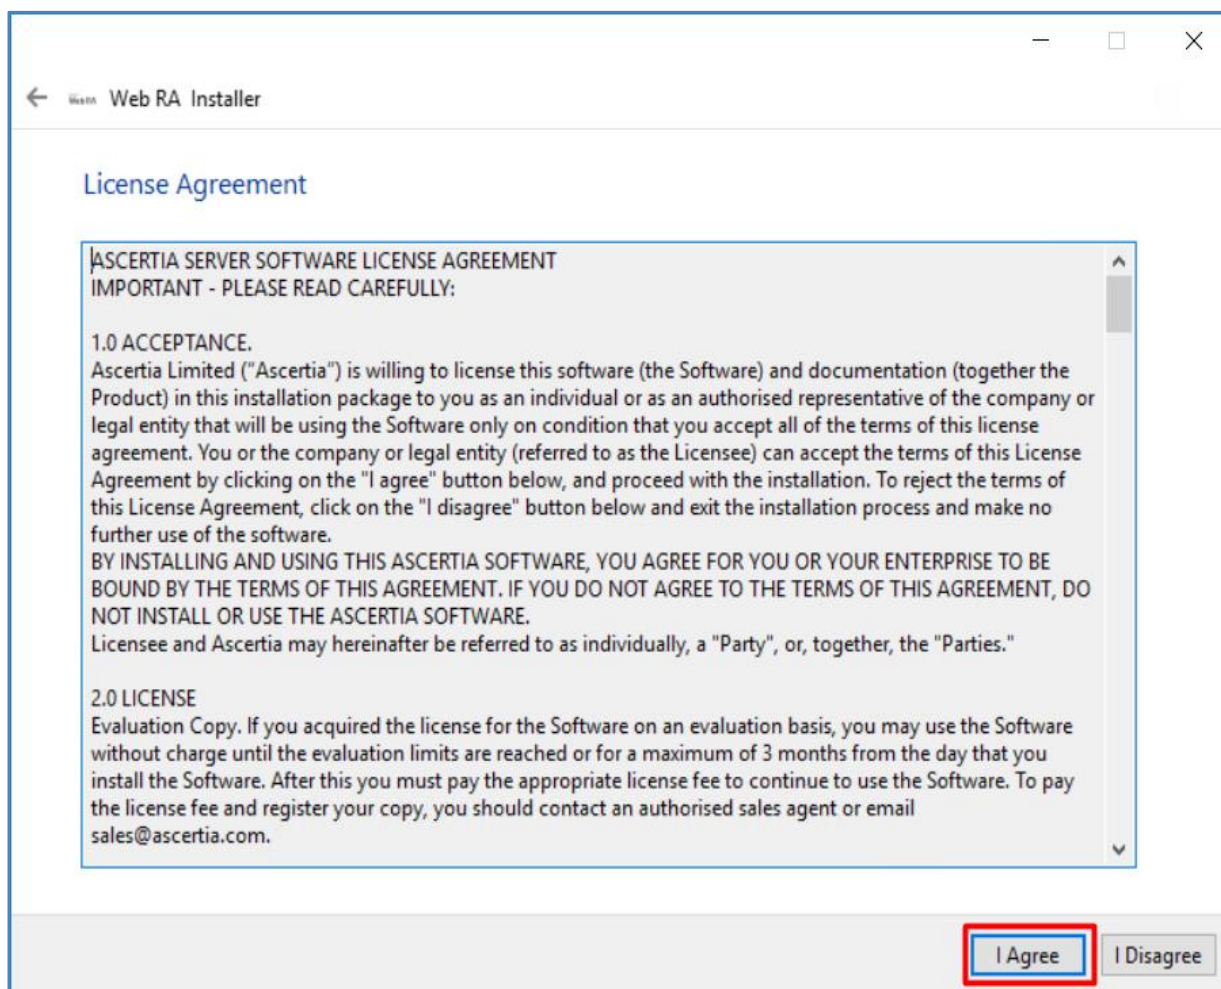 Web RA Installer
License Agreement
ASCERTIA SERVER SOFTWARE LICENSE AGREEMENT
IMPORTANT - PLEASE READ CAREFULLY:
1.0 ACCEPTANCE.
Ascertia Limited ("Ascertia") is willing to license this software (the Software) and documentation (together the
Product) in this installation package to you as an individual or as an authorised representative of the company or
legal entity that will be using the Software only on condition that you accept all of the terms of this license
agreement. You or the company or legal entity (referred to as the Licensee) can accept the terms of this License
Agreement by clicking on the "I agree" button below, and proceed with the installation. To reject the terms of
this License Agreement, click on the "I disagree" button below and exit the installation process and make no
further use of the software.
BY INSTALLING AND USING THIS ASCERTIA SOFTWARE, YOU AGREE FOR YOU OR YOUR ENTERPRISE TO BE
BOUND BY THE TERMS OF THIS AGREEMENT. IF YOU DO NOT AGREE TO THE TERMS OF THIS AGREEMENT, DO
NOT INSTALL OR USE THE ASCERTIA SOFTWARE.
Licensee and Ascertia may hereinafter be referred to as individually, a "Party", or, together, the "Parties."
2.0 LICENSE
Evaluation Copy. If you acquired the license for the Software on an evaluation basis, you may use the Software
without charge until the evaluation limits are reached or for a maximum of 3 months from the day that you
install the Software. After this you must pay the appropriate license fee to continue to use the Software. To pay
the license fee and register your copy, you should contact an authorised sales agent or email
sales@ascertia.com.
I Agree
I Disagree